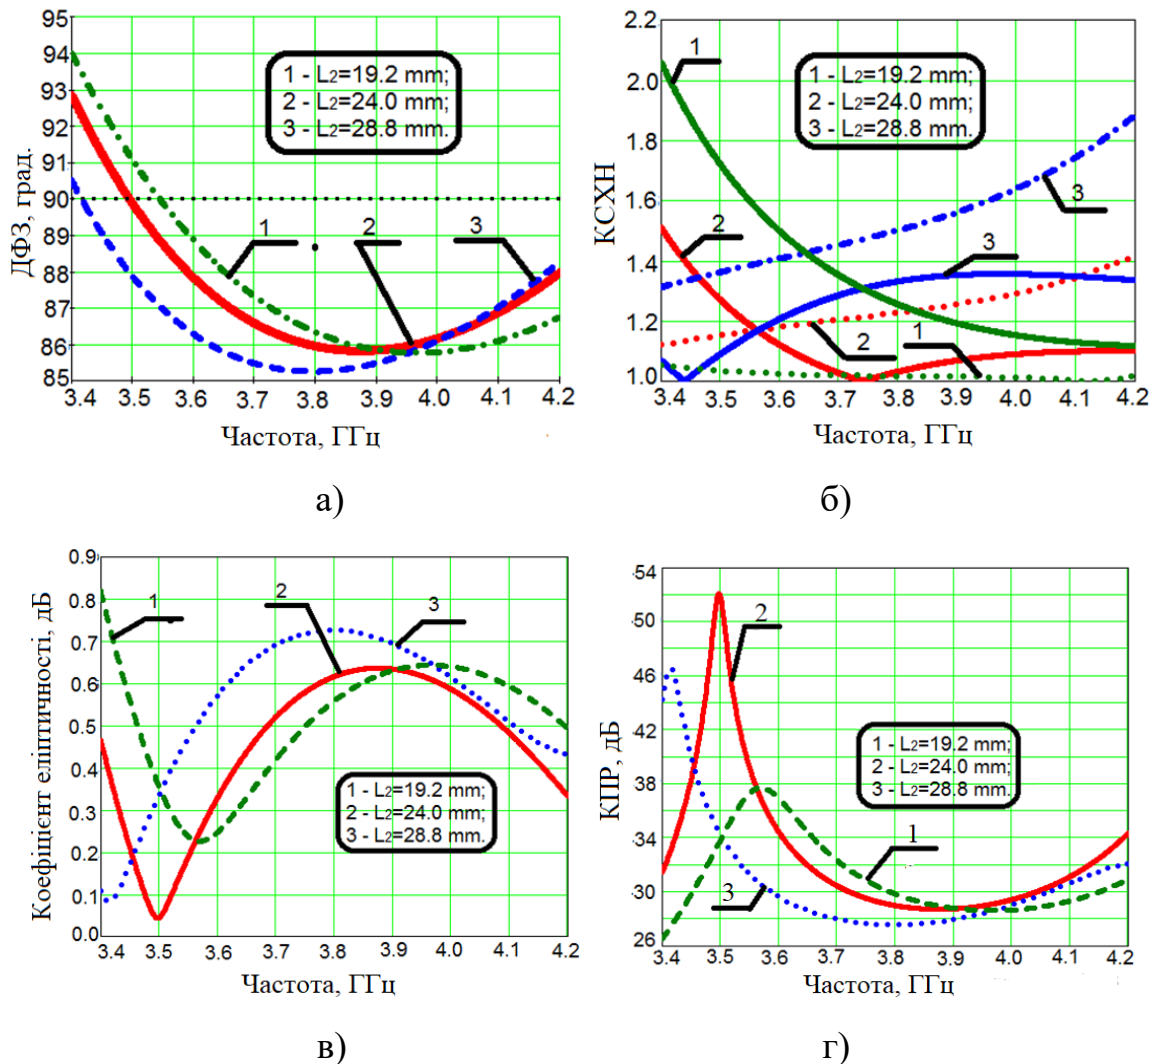 95
94
93
92
91
90
89
88
87
86
85
ДФЗ, град.
1 - L2=19.2 mm;
2 - L2=24.0 mm;
3 - L2=28.8 mm.
1
2
3
3.4 3.5 3.6 3.7 3.8 3.9 4.0 4.1 4.2
Частота, ГГц
а)
2.2
2.0
1.8
1.6
1.4
1.2
1.0
КСХН
1
1 - L2=19.2 mm;
2 - L2=24.0 mm;
3 - L2=28.8 mm.
3
2
3
2
1
3.4 3.5 3.6 3.7 3.8 3.9 4.0 4.1 4.2
Частота, ГГц
б)
0.9
0.8
0.7
0.6
0.5
0.4
0.3
0.2
0.1
0.0
Коефіцієнт еліптичності, дБ
1
2
3
1 - L2=19.2 mm;
2 - L2=24.0 mm;
3 - L2=28.8 mm.
3.4 3.5 3.6 3.7 3.8 3.9 4.0 4.1 4.2
Частота, ГГц
в)
54
50
46
42
38
34
30
26
КПР, дБ
2
1 - L2=19.2 mm;
2 - L2=24.0 mm;
3 - L2=28.8 mm.
1
3
3.4 3.5 3.6 3.7 3.8 3.9 4.0 4.1 4.2
Частота, ГГц
г)